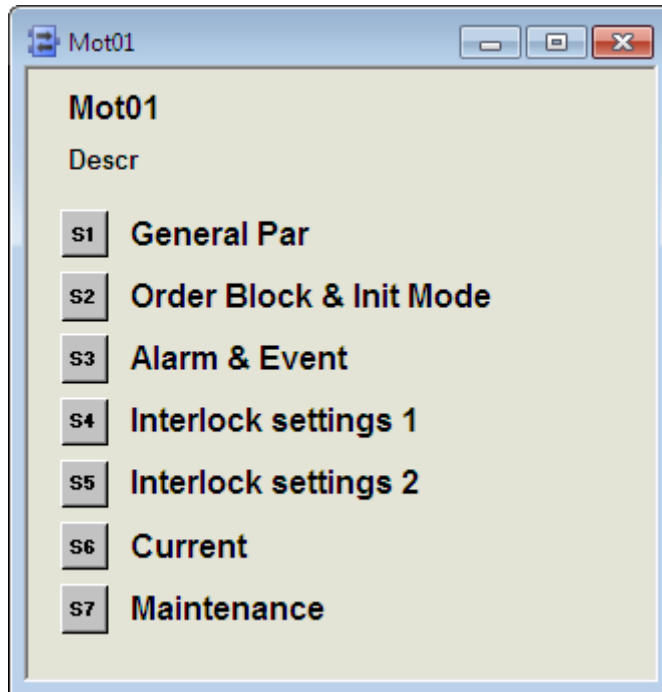 Mot01
Mot01
Descr
S1 General Par
S2 Order Block & Init Mode
S3 Alarm & Event
S4 Interlock settings 1
S5 Interlock settings 2
S6 Current
S7 Maintenance